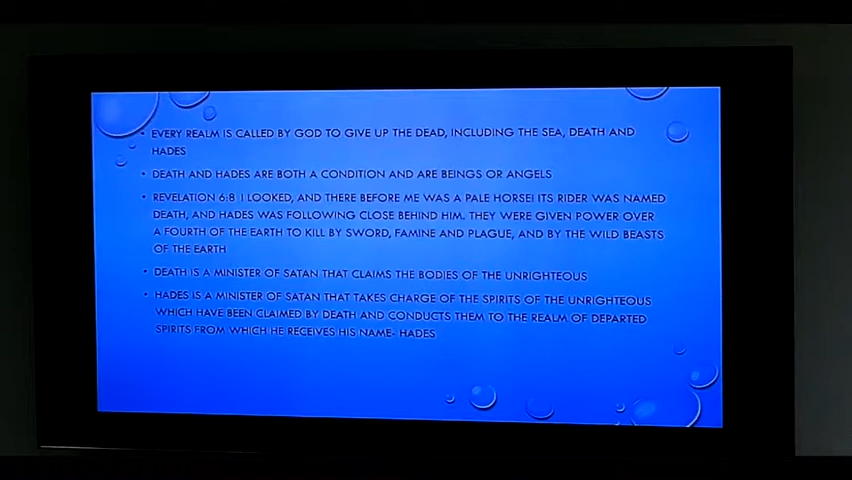 • EVERY REALM IS CALLED BY GOD TO GIVE UP THE DEAD, INCLUDING THE SEA, DEATH AND
HADES
• DEATH AND HADES ARE BOTH A CONDITION AND ARE BEINGS OR ANGELS
• REVELATION 6:8 I LOOKED, AND THERE BEFORE ME WAS A PALE HORSE! ITS RIDER WAS NAMED
DEATH, AND HADES WAS FOLLOWING CLOSE BEHIND HIM. THEY WERE GIVEN POWER OVER
A FOURTH OF THE EARTH TO KILL BY SWORD, FAMINE AND PLAGUE, AND BY THE WILD BEASTS
OF THE EARTH
• DEATH IS A MINISTER OF SATAN THAT CLAIMS THE BODIES OF THE UNRIGHTEOUS
• HADES IS A MINISTER OF SATAN THAT TAKES CHARGE OF THE SPIRITS OF THE UNRIGHTEOUS
WHICH HAVE BEEN CLAIMED BY DEATH AND CONDUCTS THEM TO THE REALM OF DEPARTED
SPIRITS FROM WHICH HE RECEIVES HIS NAME- HADES